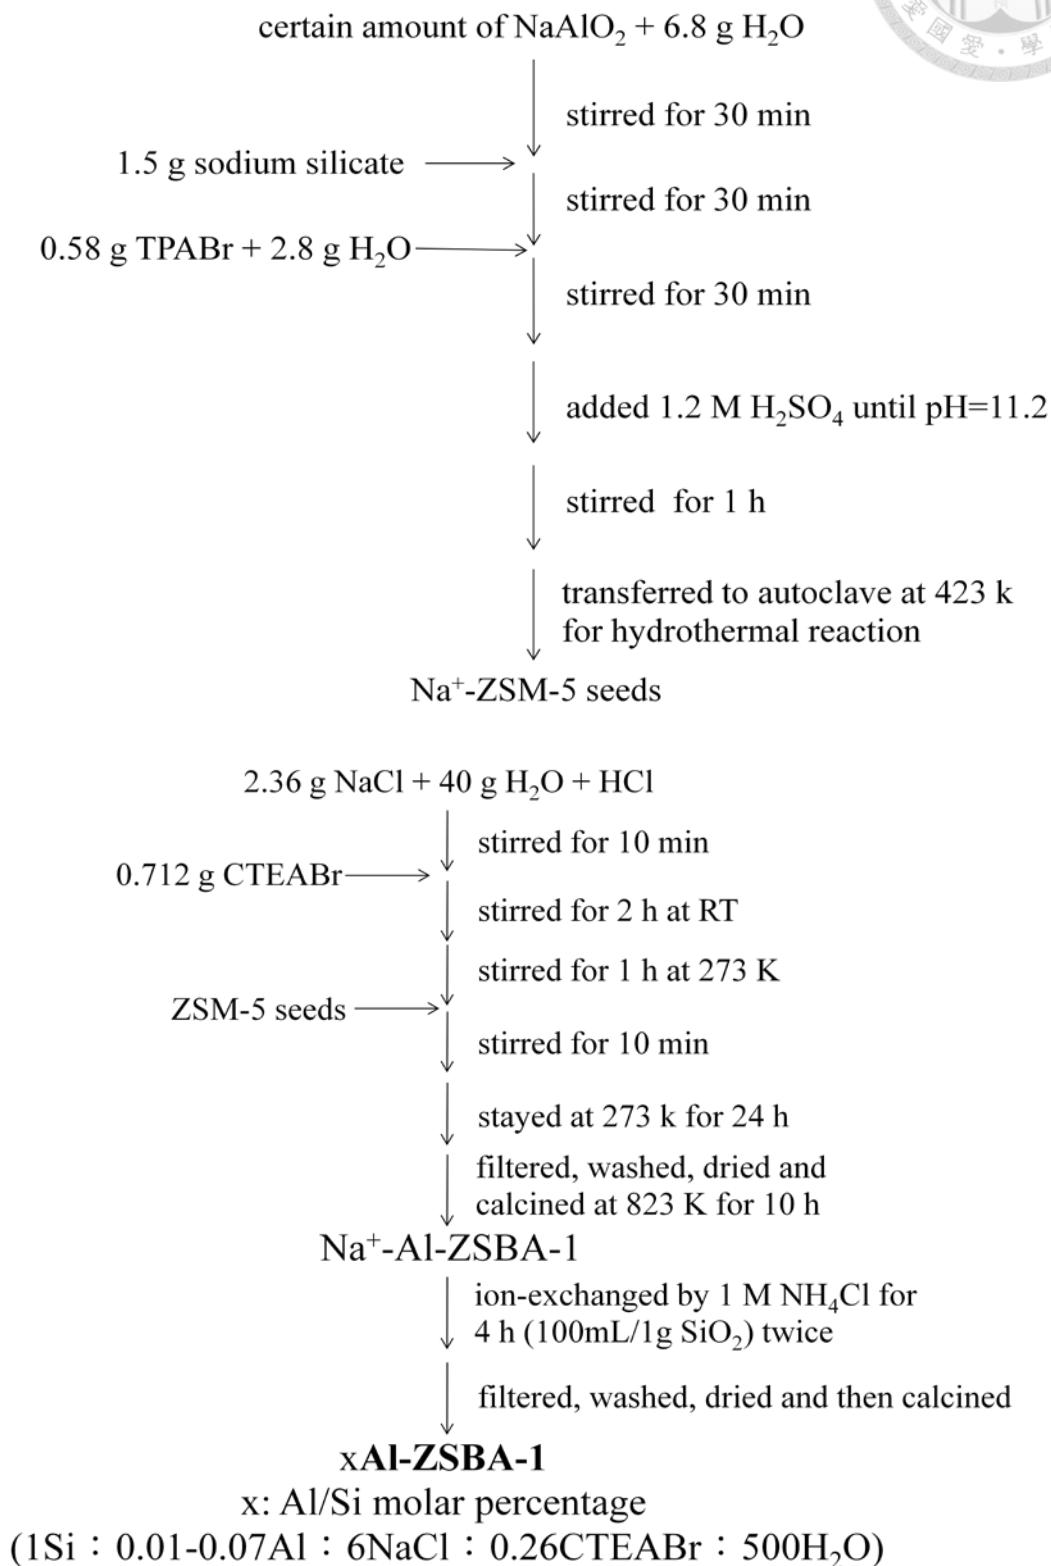 certain amount of NaAlO₂ + 6.8 g H₂O
stirred for 30 min
1.5 g sodium silicate
stirred for 30 min
0.58 g TPABr + 2.8 g H₂O
stirred for 30 min
added 1.2 M H₂SO₄ until pH=11.2
stirred for 1 h
transferred to autoclave at 423 k
for hydrothermal reaction
Na⁺-ZSM-5 seeds
2.36 g NaCl + 40 g H₂O + HCl
stirred for 10 min
0.712 g CTEABr
stirred for 2 h at RT
stirred for 1 h at 273 K
ZSM-5 seeds
stirred for 10 min
stayed at 273 k for 24 h
filtered, washed, dried and
calcined at 823 K for 10 h
Na⁺-Al-ZSBA-1
ion-exchanged by 1 M NH₄Cl for
4 h (100mL/1g SiO₂) twice
filtered, washed, dried and then calcined
xAl-ZSBA-1
x: Al/Si molar percentage
(1Si：0.01-0.07Al：6NaCl：0.26CTEABr：500H₂O)
愛國愛·學